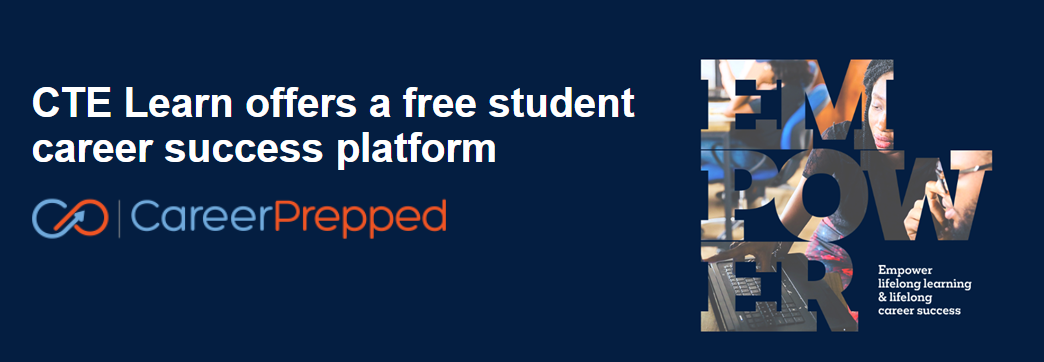 CTE Learn offers a free student
career success platform
CareerPrepped
EM
POW
ER
Empower
lifelong learning
& lifelong
career success